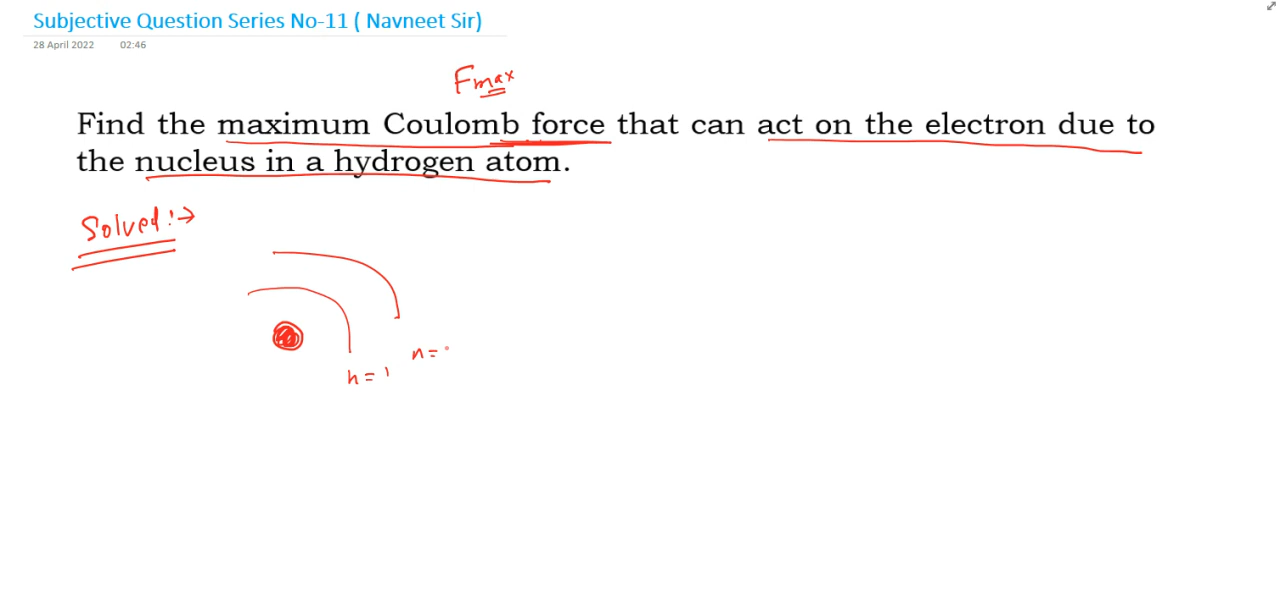 Subjective Question Series No-11 ( Navneet Sir)
28 April 2022 02:46
Fmax
Find the maximum Coulomb force that can act on the electron due to
the nucleus in a hydrogen atom.
Solved:→
n=
n=1